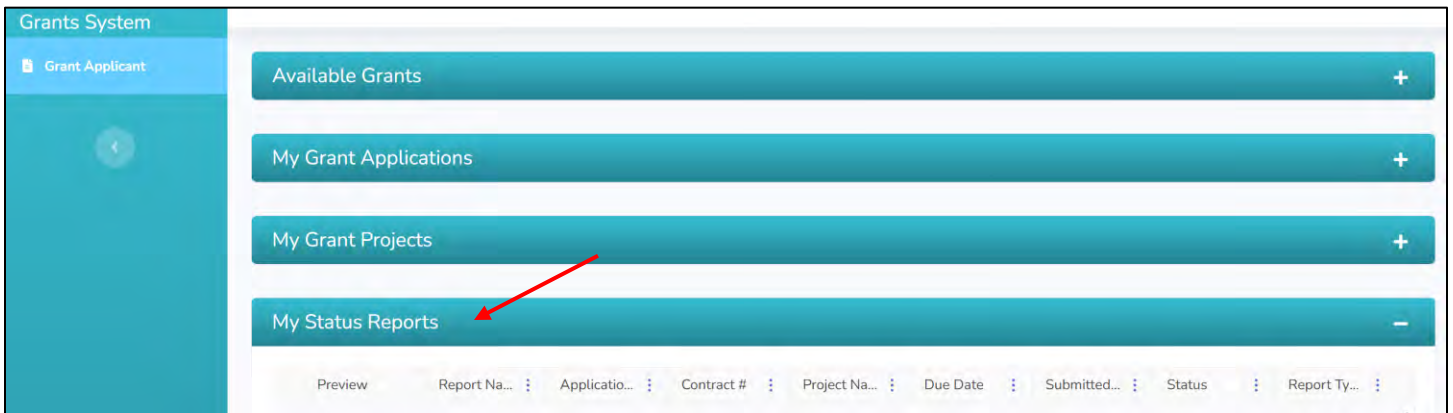 Grants System
Grant Applicant
Available Grants +
My Grant Applications +
My Grant Projects +
My Status Reports −
Preview Report Na... Applicatio... Contract # Project Na... Due Date Submitted... Status Report Ty...